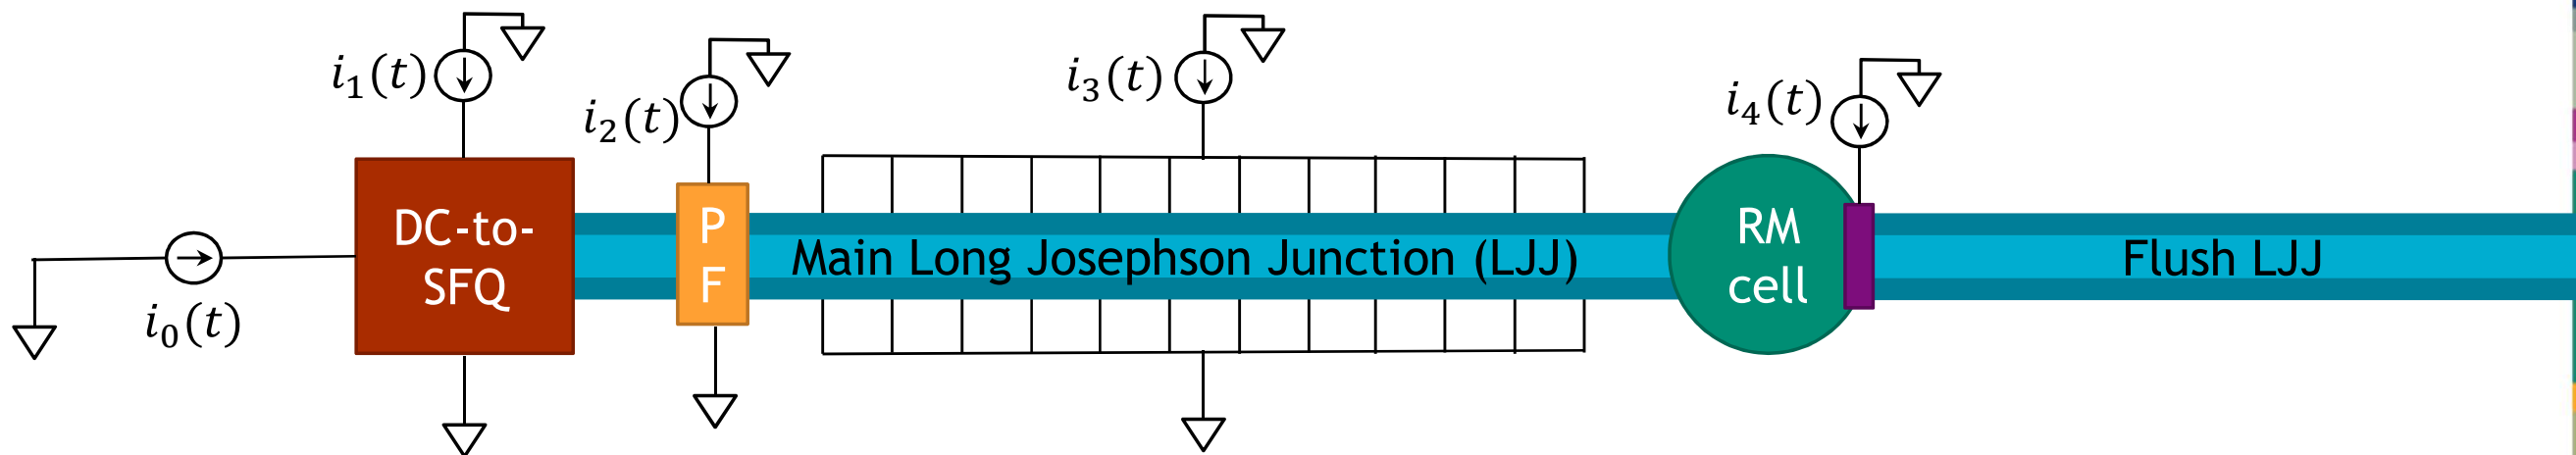 i₁(t)
i₂(t)
i₃(t)
i₄(t)
DC-to-
SFQ
P
F
Main Long Josephson Junction (LJJ)
RM
cell
Flush LJJ
i₀(t)